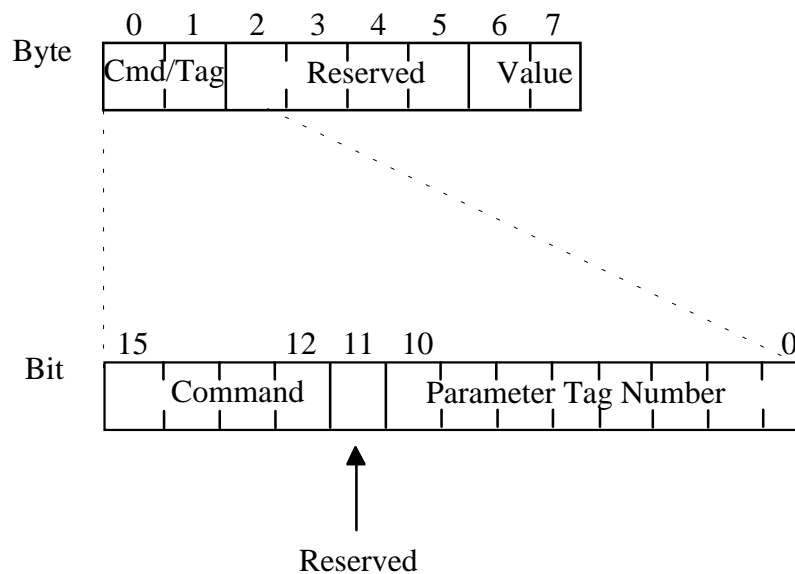 0 1 2 3 4 5 6 7
Byte
Cmd/Tag Reserved Value
15 12 11 10 0
Bit
Command Parameter Tag Number
Reserved